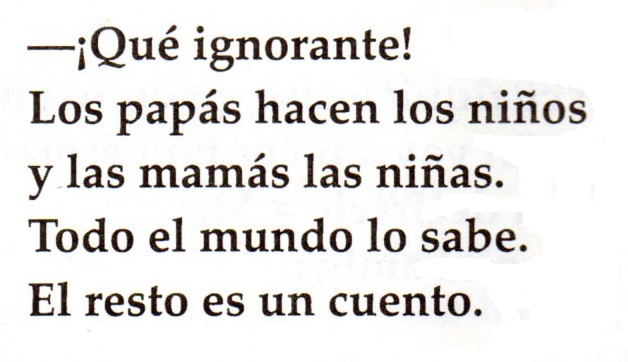 —¡Qué ignorante!
Los papás hacen los niños
y las mamás las niñas.
Todo el mundo lo sabe.
El resto es un cuento.